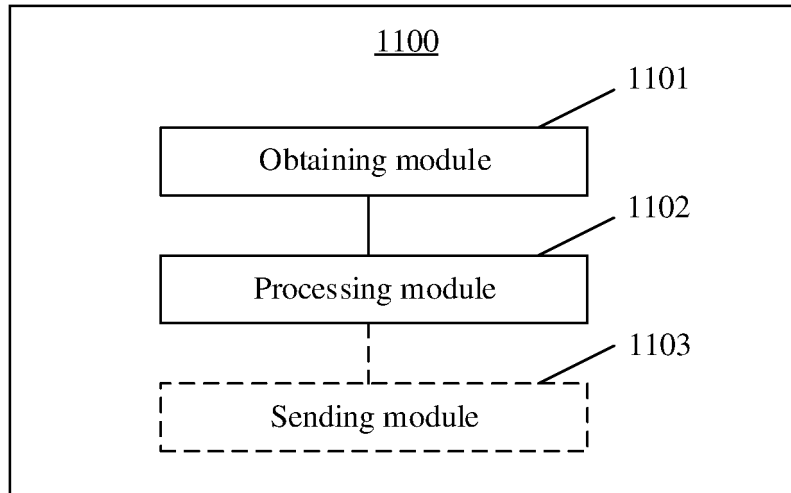 1100
1101
Obtaining module
1102
Processing module
1103
Sending module